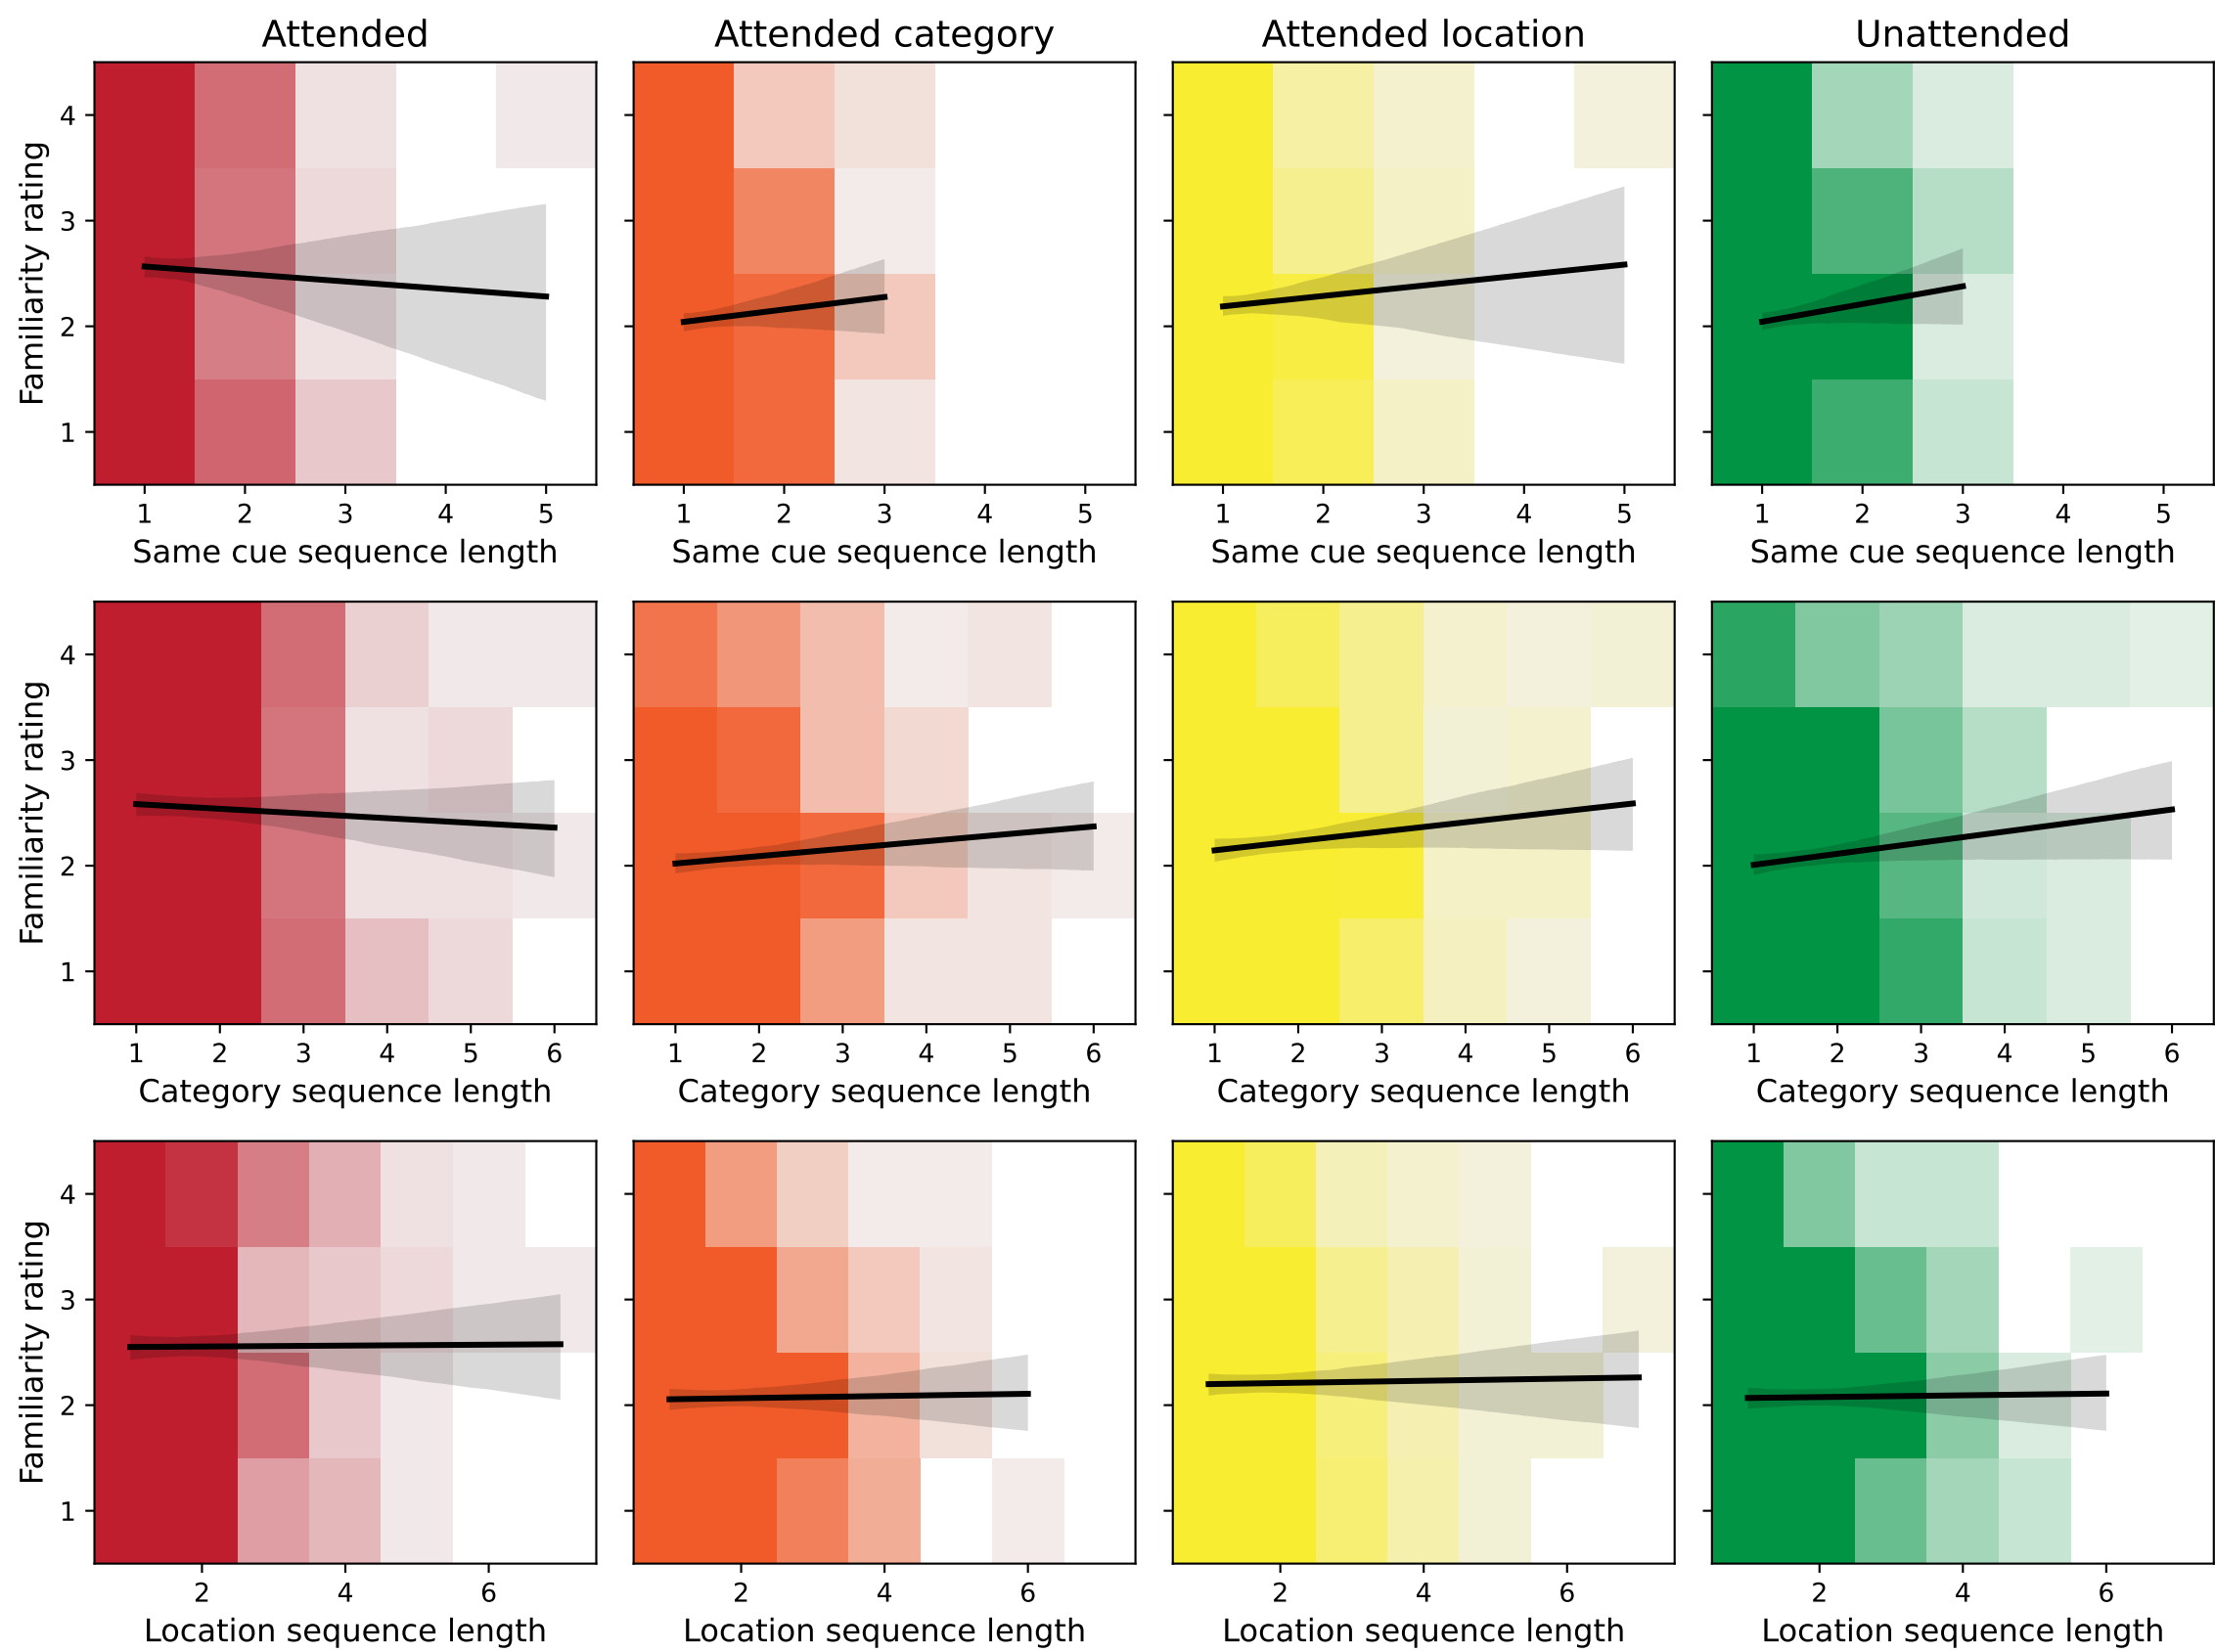 Attended Attended category Attended location Unattended
Familiarity rating
4
3
2
1
1 2 3 4 5 1 2 3 4 5 1 2 3 4 5 1 2 3 4 5
Same cue sequence length Same cue sequence length Same cue sequence length Same cue sequence length
Familiarity rating
4
3
2
1
1 2 3 4 5 6 1 2 3 4 5 6 1 2 3 4 5 6 1 2 3 4 5 6
Category sequence length Category sequence length Category sequence length Category sequence length
Familiarity rating
4
3
2
1
2 4 6 2 4 6 2 4 6 2 4 6
Location sequence length Location sequence length Location sequence length Location sequence length